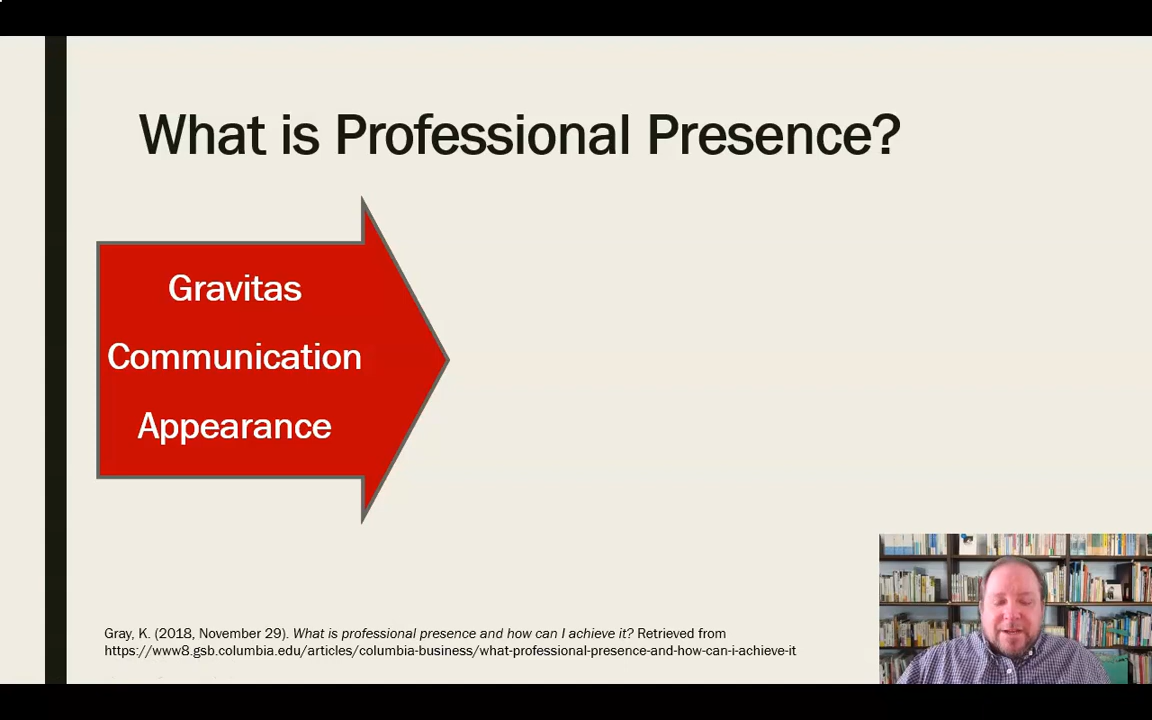 What is Professional Presence?
Gravitas
Communication
Appearance
Gray, K. (2018, November 29). What is professional presence and how can I achieve it? Retrieved from
https://www8.gsb.columbia.edu/articles/columbia-business/what-professional-presence-and-how-can-i-achieve-it